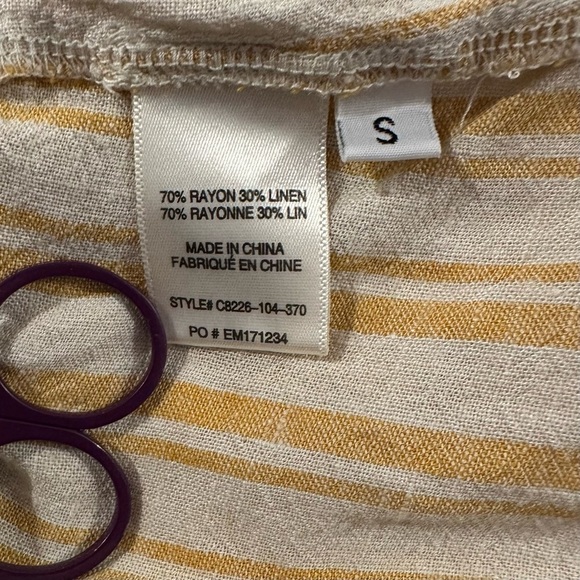 S
70% RAYON 30% LINEN
70% RAYONNE 30% LIN
MADE IN CHINA
FABRIQUÉ EN CHINE
STYLE# C8226-104-370
PO # EM171234